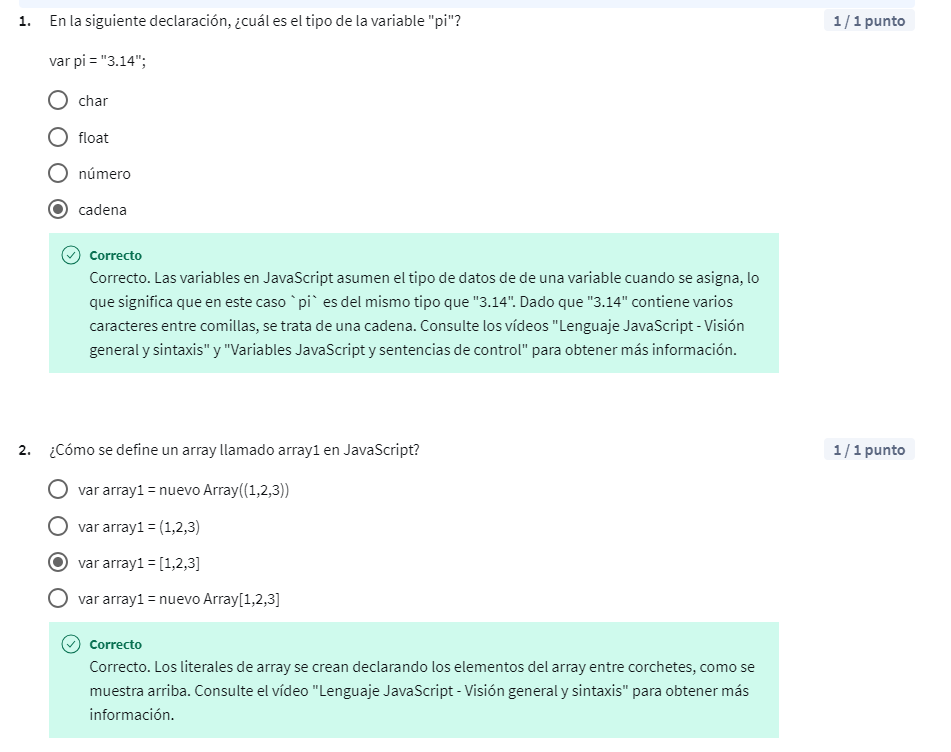 1. En la siguiente declaración, ¿cuál es el tipo de la variable "pi"? 1 / 1 punto
var pi = "3.14";
char
float
número
cadena
Correcto
Correcto. Las variables en JavaScript asumen el tipo de datos de de una variable cuando se asigna, lo
que significa que en este caso `pi` es del mismo tipo que "3.14". Dado que "3.14" contiene varios
caracteres entre comillas, se trata de una cadena. Consulte los vídeos "Lenguaje JavaScript - Visión
general y sintaxis" y "Variables JavaScript y sentencias de control" para obtener más información.
2. ¿Cómo se define un array llamado array1 en JavaScript? 1 / 1 punto
var array1 = nuevo Array((1,2,3))
var array1 = (1,2,3)
var array1 = [1,2,3]
var array1 = nuevo Array[1,2,3]
Correcto
Correcto. Los literales de array se crean declarando los elementos del array entre corchetes, como se
muestra arriba. Consulte el vídeo "Lenguaje JavaScript - Visión general y sintaxis" para obtener más
información.